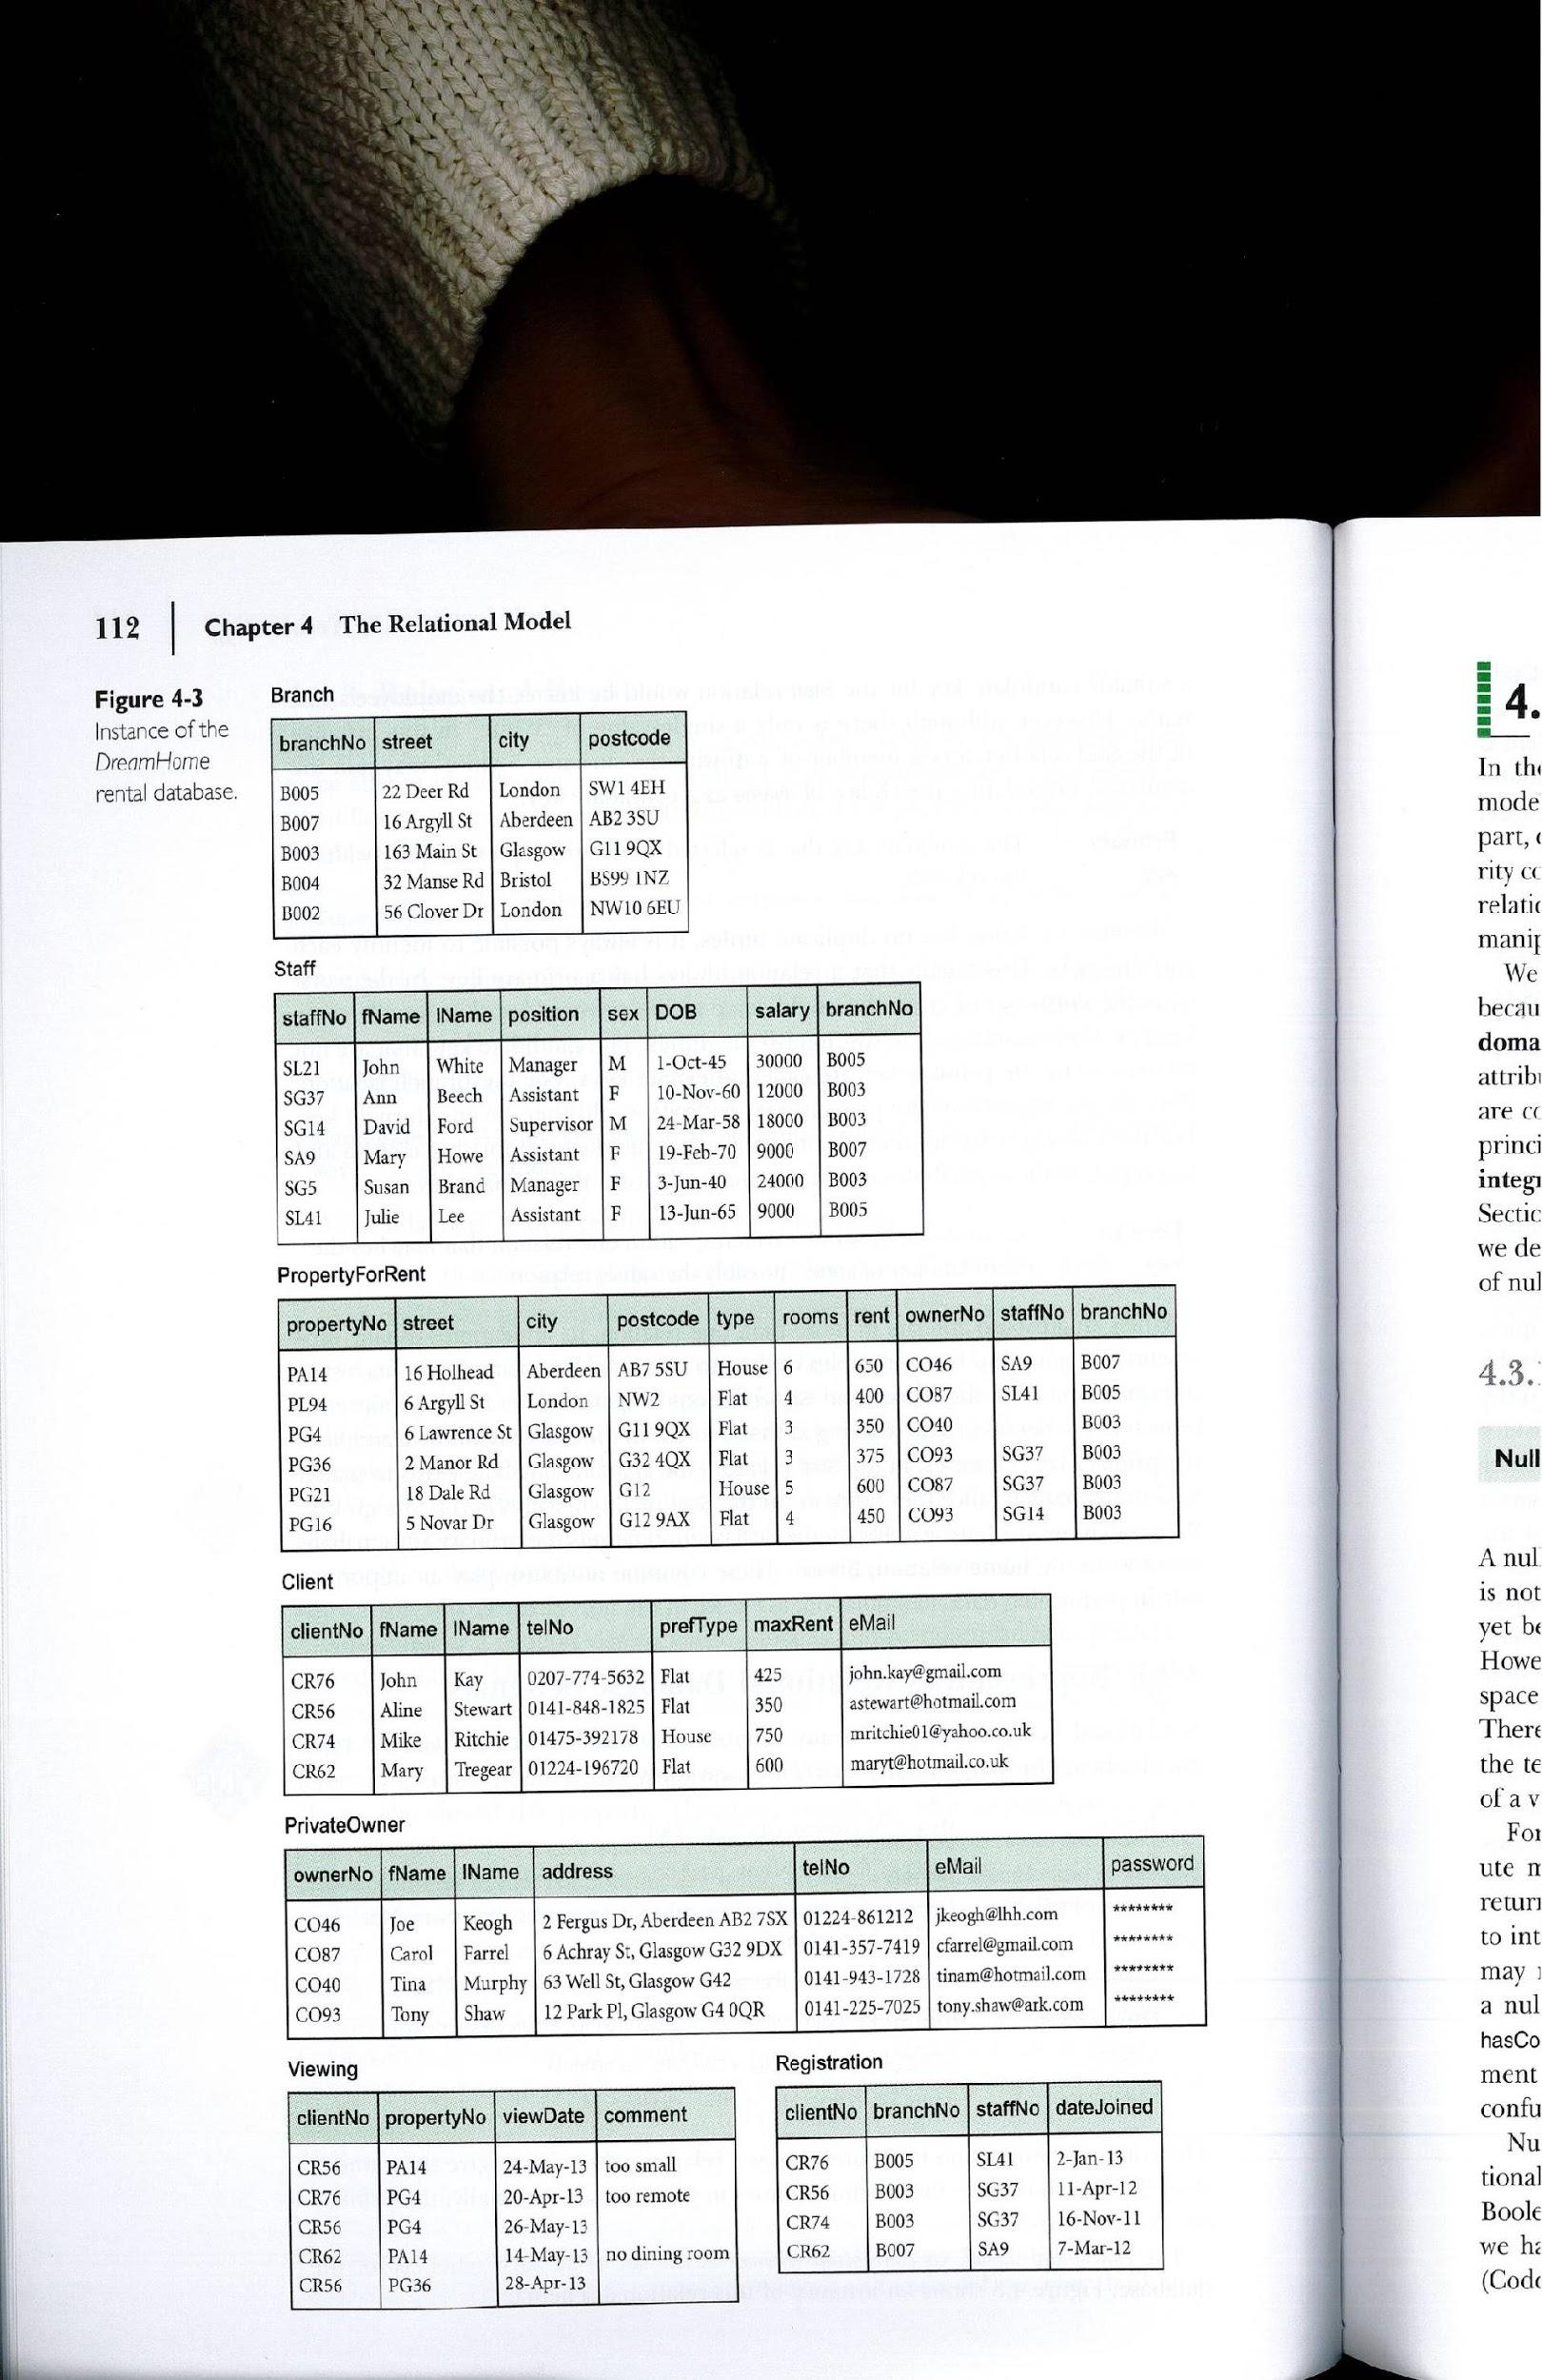 112 Chapter 4 The Relational Model
Figure 4-3
Instance of the
DreamHome
rental database.
Branch
branchNo street city postcode
B005 22 Deer Rd London SW1 4EH
B007 16 Argyll St Aberdeen AB2 3SU
B003 163 Main St Glasgow G11 9QX
B004 32 Manse Rd Bristol BS99 1NZ
B002 56 Clover Dr London NW10 6EU
Staff
staffNo fName lName position sex DOB salary branchNo
SL21 John White Manager M 1-Oct-45 30000 B005
SG37 Ann Beech Assistant F 10-Nov-60 12000 B003
SG14 David Ford Supervisor M 24-Mar-58 18000 B003
SA9 Mary Howe Assistant F 19-Feb-70 9000 B007
SG5 Susan Brand Manager F 3-Jun-40 24000 B003
SL41 Julie Lee Assistant F 13-Jun-65 9000 B005
PropertyForRent
propertyNo street city postcode type rooms rent ownerNo staffNo branchNo
PA14 16 Holhead Aberdeen AB7 5SU House 6 650 CO46 SA9 B007
PL94 6 Argyll St London NW2 Flat 4 400 CO87 SL41 B005
PG4 6 Lawrence St Glasgow G11 9QX Flat 3 350 CO40 B003
PG36 2 Manor Rd Glasgow G32 4QX Flat 3 375 CO93 SG37 B003
PG21 18 Dale Rd Glasgow G12 House 5 600 CO87 SG37 B003
PG16 5 Novar Dr Glasgow G12 9AX Flat 4 450 CO93 SG14 B003
Client
clientNo fName lName telNo prefType maxRent eMail
CR76 John Kay 0207-774-5632 Flat 425 john.kay@gmail.com
CR56 Aline Stewart 0141-848-1825 Flat 350 astewart@hotmail.com
CR74 Mike Ritchie 01475-392178 House 750 mritchie01@yahoo.co.uk
CR62 Mary Tregear 01224-196720 Flat 600 maryt@hotmail.co.uk
PrivateOwner
ownerNo fName lName address telNo eMail password
CO46 Joe Keogh 2 Fergus Dr, Aberdeen AB2 7SX 01224-861212 jkeogh@lhh.com ********
CO87 Carol Farrel 6 Achray St, Glasgow G32 9DX 0141-357-7419 cfarrel@gmail.com ********
CO40 Tina Murphy 63 Well St, Glasgow G42 0141-943-1728 tinam@hotmail.com ********
CO93 Tony Shaw 12 Park Pl, Glasgow G4 0QR 0141-225-7025 tony.shaw@ark.com ********
Viewing
clientNo propertyNo viewDate comment
CR56 PA14 24-May-13 too small
CR76 PG4 20-Apr-13 too remote
CR56 PG4 26-May-13
CR62 PA14 14-May-13 no dining room
CR56 PG36 28-Apr-13
Registration
clientNo branchNo staffNo dateJoined
CR76 B005 SL41 2-Jan-13
CR56 B003 SG37 11-Apr-12
CR74 B003 SG37 16-Nov-11
CR62 B007 SA9 7-Mar-12
4.
In
mode
part,
rity
We
doma
are
princi
we de
of
4.3.
Null
is not
yet
space
the
of a
ute
to
may
a
hasCo
ment
we